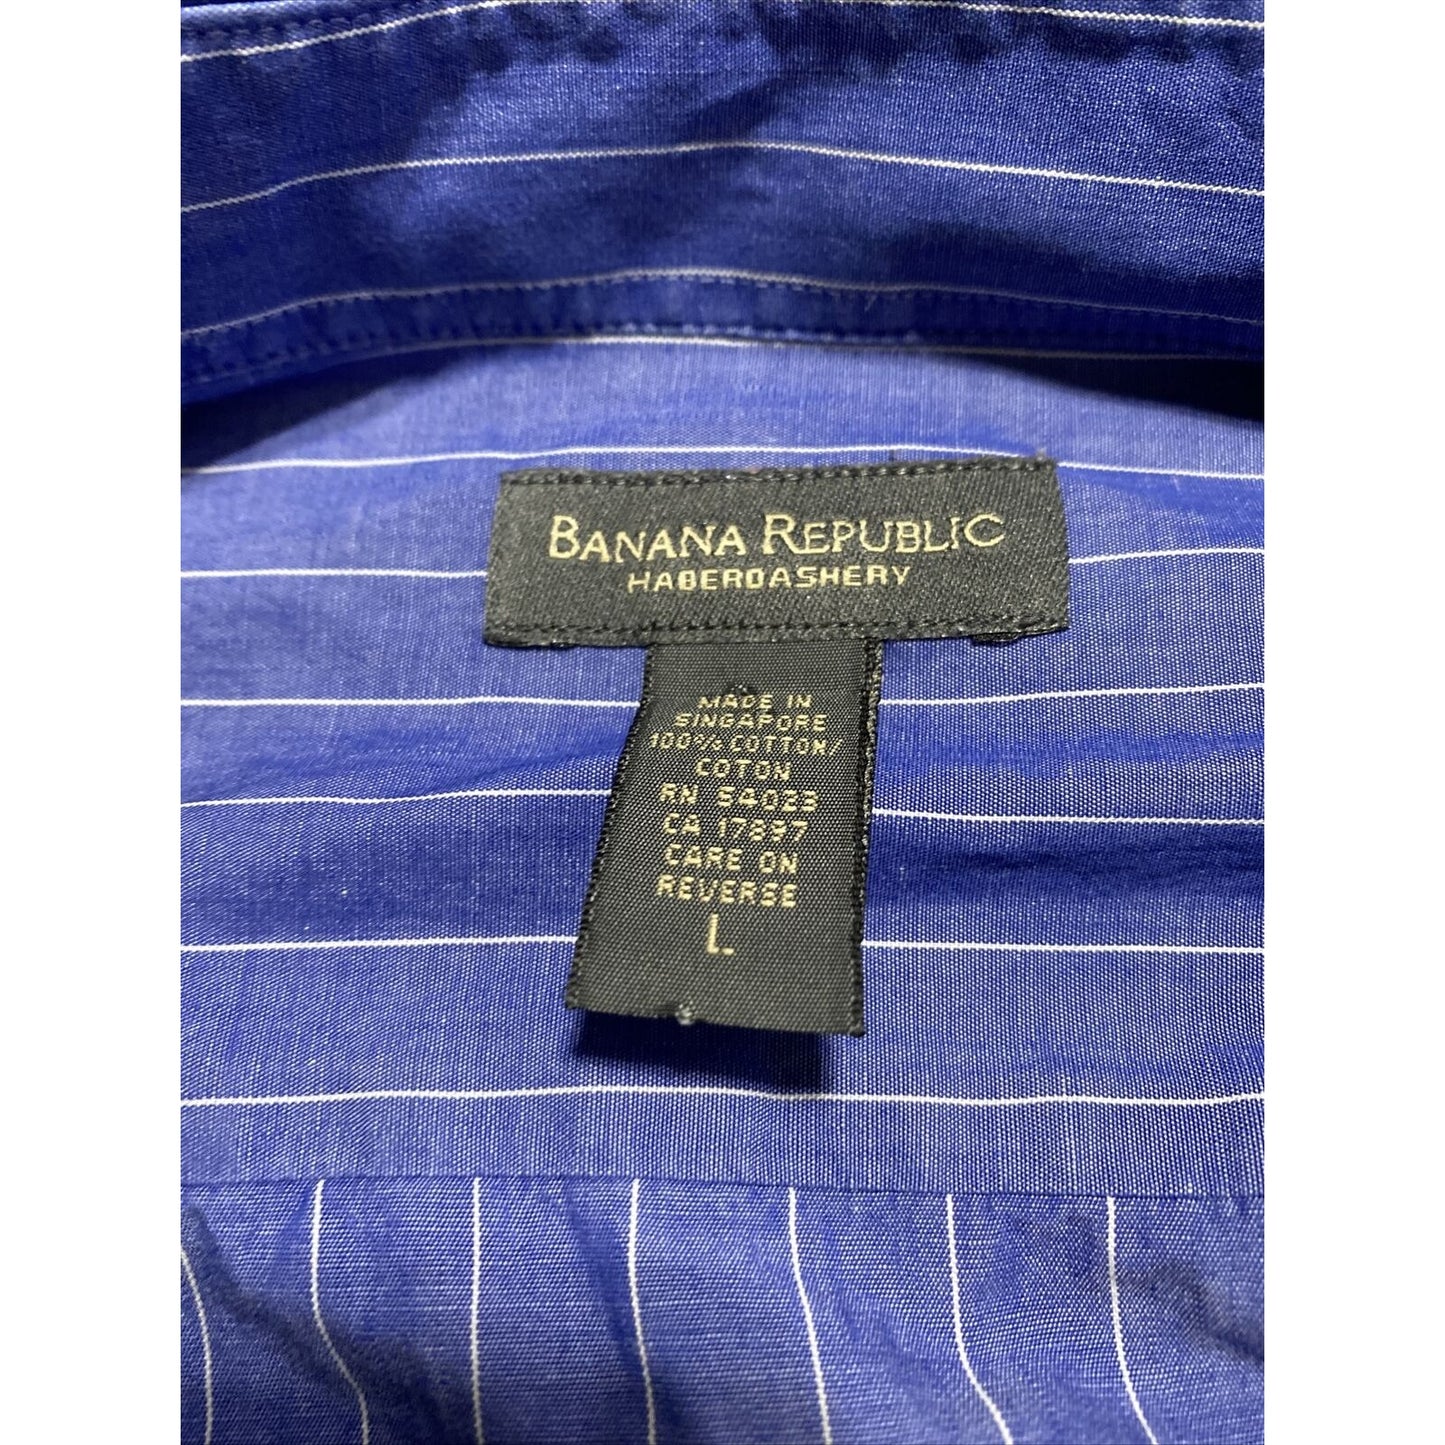 BANANA REPUBLIC
HABERDASHERY
MADE IN
SINGAPORE
100% COTTON/
COTON
RN 54023
CA 17897
CARE ON
REVERSE
L